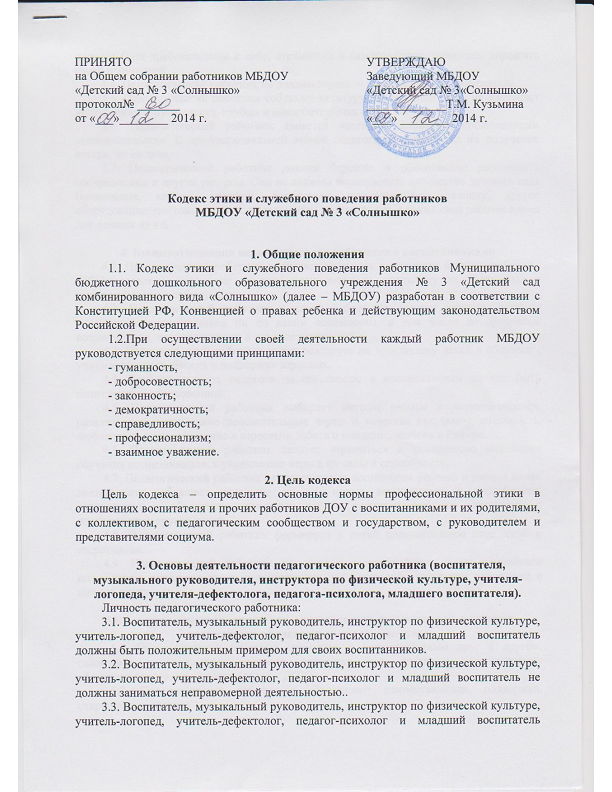 ПРИНЯТО
на Общем собрании работников МБДОУ
«Детский сад № 3 «Солнышко»
протокол№
от «09» 12 2014 г.
УТВЕРЖДАЮ
Заведующий МБДОУ
«Детский сад № 3«Солнышко»
Т.М. Кузьмина
«09» 12 2014 г.
Кодекс этики и служебного поведения работников
МБДОУ «Детский сад № 3 «Солнышко»
1. Общие положения
1.1. Кодекс этики и служебного поведения работников Муниципального
бюджетного дошкольного образовательного учреждения № 3 «Детский сад
комбинированного вида «Солнышко» (далее – МБДОУ) разработан в соответствии с
Конституцией РФ, Конвенцией о правах ребенка и действующим законодательством
Российской Федерации.
1.2.При осуществлении своей деятельности каждый работник МБДОУ
руководствуется следующими принципами:
- гуманность,
- добросовестность;
- законность;
- демократичность;
- справедливость;
- профессионализм;
- взаимное уважение.
2. Цель кодекса
Цель кодекса – определить основные нормы профессиональной этики в
отношениях воспитателя и прочих работников ДОУ с воспитанниками и их родителями,
с коллективом, с педагогическим сообществом и государством, с руководителем и
представителями социума.
3. Основы деятельности педагогического работника (воспитателя,
музыкального руководителя, инструктора по физической культуре, учителя-
логопеда, учителя-дефектолога, педагога-психолога, младшего воспитателя).
Личность педагогического работника:
3.1. Воспитатель, музыкальный руководитель, инструктор по физической культуре,
учитель-логопед, учитель-дефектолог, педагог-психолог и младший воспитатель
должны быть положительным примером для своих воспитанников.
3.2. Воспитатель, музыкальный руководитель, инструктор по физической культуре,
учитель-логопед, учитель-дефектолог, педагог-психолог и младший воспитатель не
должны заниматься неправомерной деятельностью..
3.3. Воспитатель, музыкальный руководитель, инструктор по физической культуре,
учитель-логопед, учитель-дефектолог, педагог-психолог и младший воспитатель